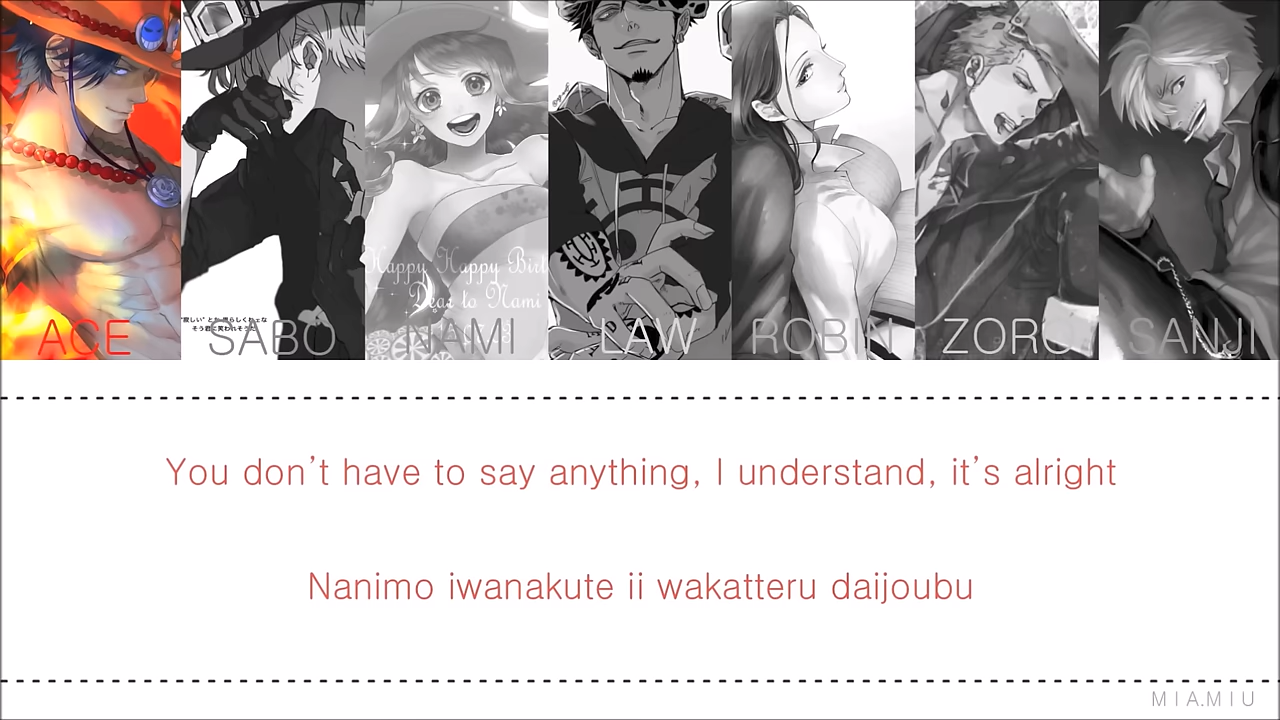 Happy Happy Birt
Dear to Nami
ACE
SABO
NAMI
LAW
ROBIN
ZORO
SANJI
You don't have to say anything, I understand, it's alright
Nanimo iwanakute ii wakatteru daijoubu
MIA.MIU